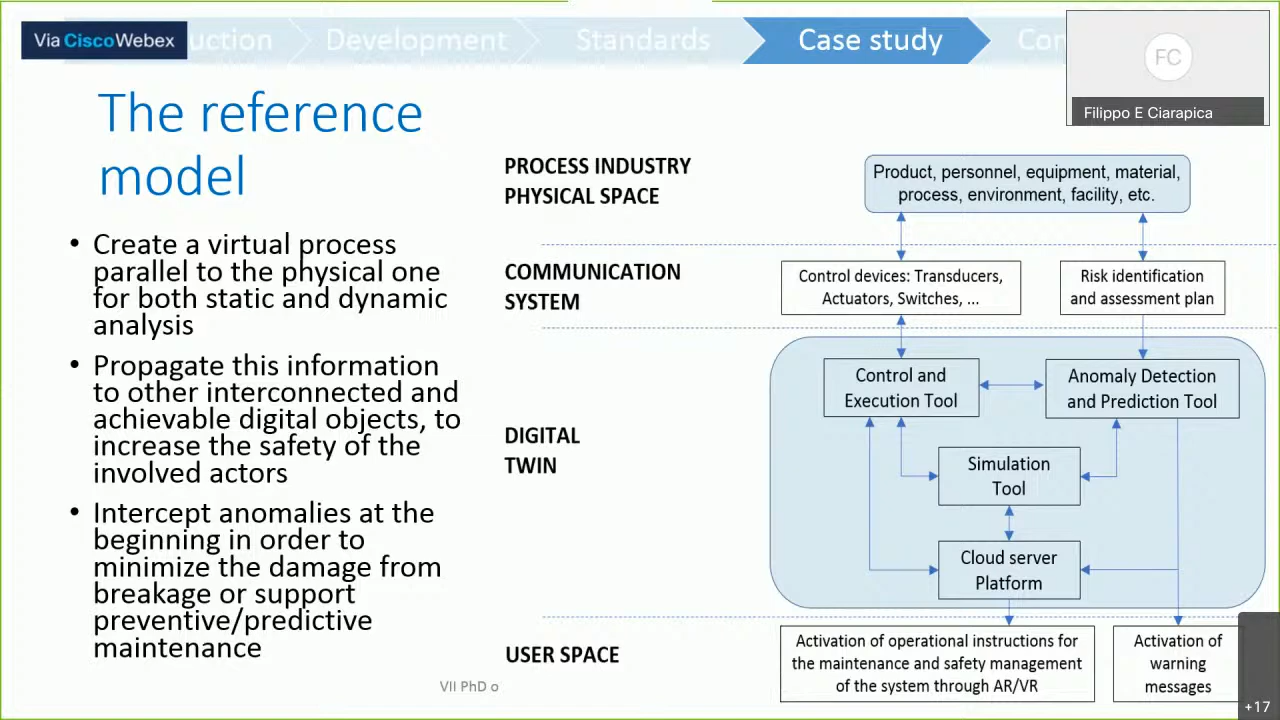 Via Cisco Webex
uction
Development
Standards
Case study
Co
FC
Filippo E Ciarapica
The reference
model
• Create a virtual process
parallel to the physical one
for both static and dynamic
analysis
• Propagate this information
to other interconnected and
achievable digital objects, to
increase the safety of the
involved actors
• Intercept anomalies at the
beginning in order to
minimize the damage from
breakage or support
preventive/predictive
maintenance
PROCESS INDUSTRY
PHYSICAL SPACE
Product, personnel, equipment, material,
process, environment, facility, etc.
COMMUNICATION
SYSTEM
Control devices: Transducers,
Actuators, Switches, ...
Risk identification
and assessment plan
DIGITAL
TWIN
Control and
Execution Tool
Anomaly Detection
and Prediction Tool
Simulation
Tool
Cloud server
Platform
USER SPACE
Activation of operational instructions for
the maintenance and safety management
of the system through AR/VR
Activation of
warning
messages
VII PhD o
+17